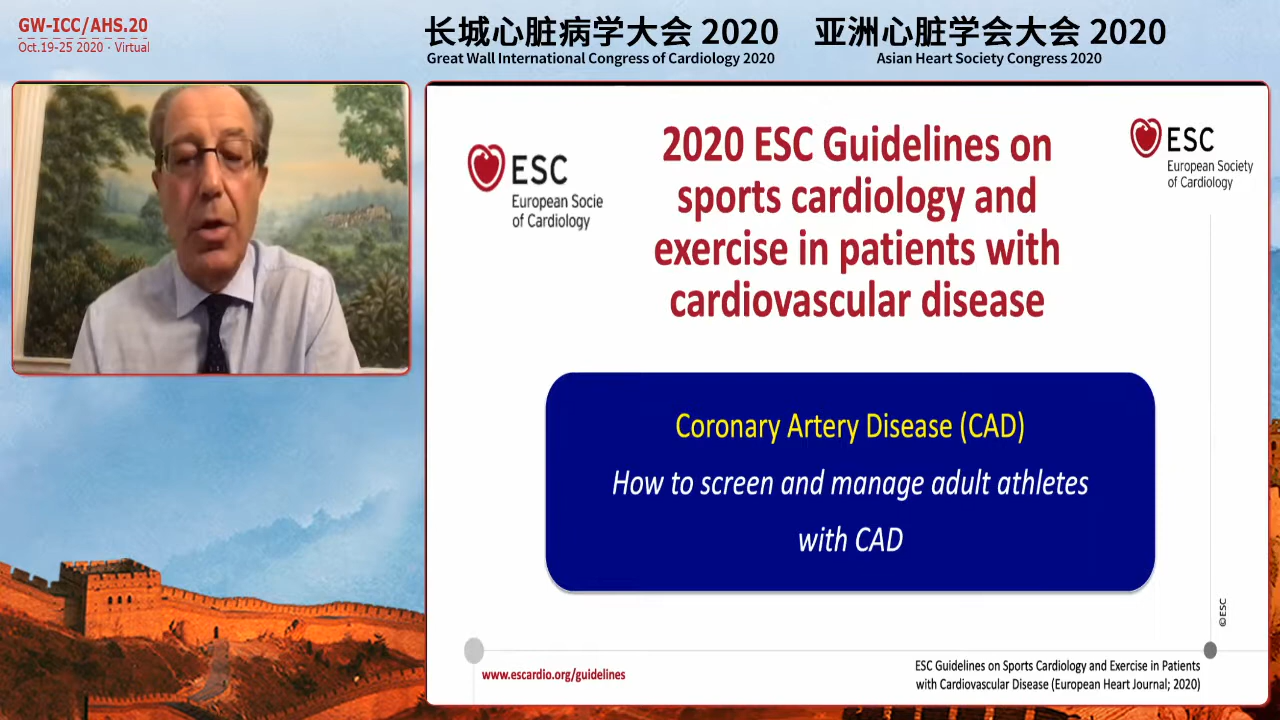 GW-ICC/AHS.20
Oct.19-25 2020 · Virtual
长城心脏病学大会 2020
Great Wall International Congress of Cardiology 2020
亚洲心脏学会大会 2020
Asian Heart Society Congress 2020
ESC
European Socie
of Cardiology
2020 ESC Guidelines on
sports cardiology and
exercise in patients with
cardiovascular disease
ESC
European Society
of Cardiology
Coronary Artery Disease (CAD)
How to screen and manage adult athletes
with CAD
©ESC
www.escardio.org/guidelines
ESC Guidelines on Sports Cardiology and Exercise in Patients
with Cardiovascular Disease (European Heart Journal; 2020)